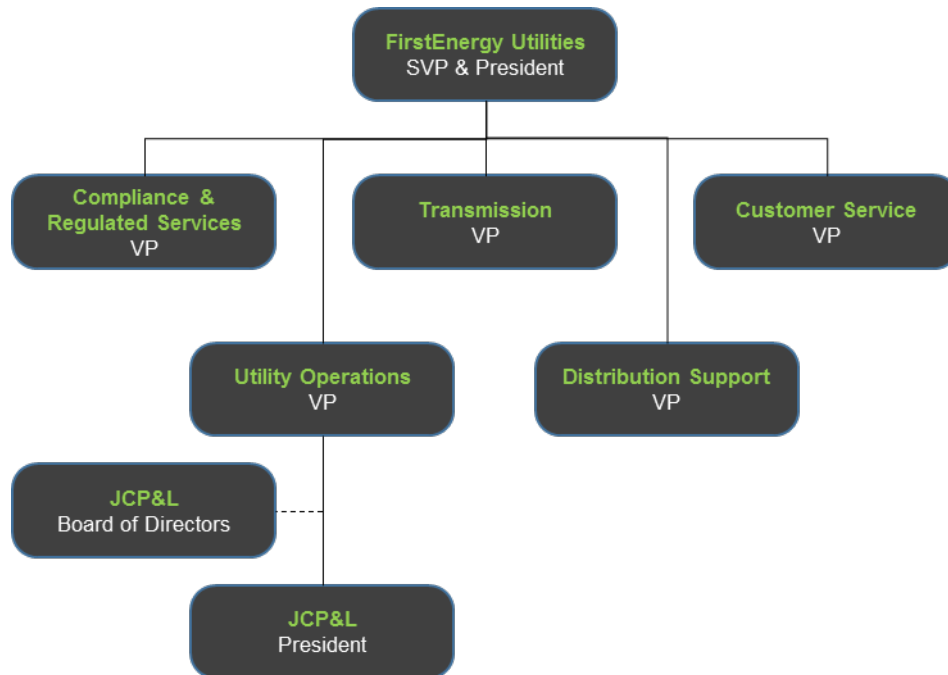 FirstEnergy Utilities
SVP & President
Compliance &
Regulated Services
VP
Transmission
VP
Customer Service
VP
Utility Operations
VP
Distribution Support
VP
JCP&L
Board of Directors
JCP&L
President